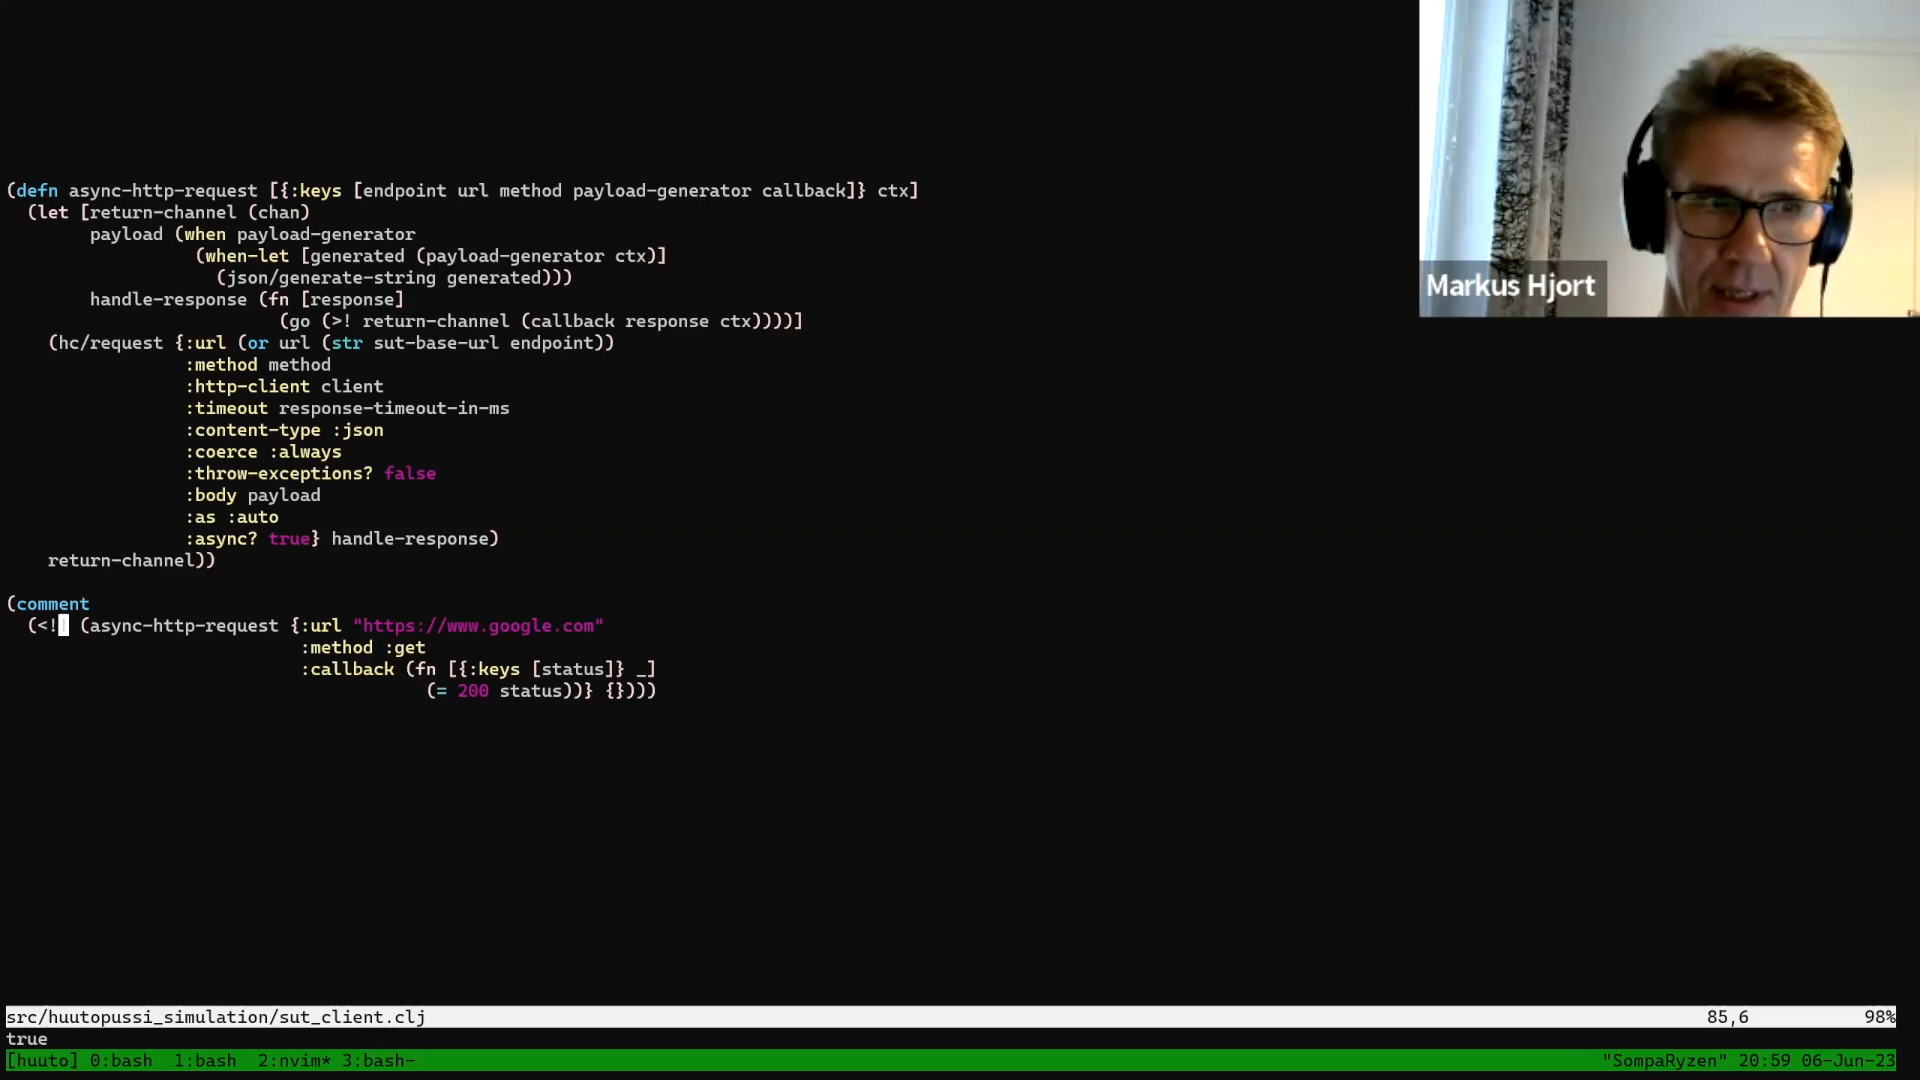 (defn async-http-request [{:keys [endpoint url method payload-generator callback]} ctx]
  (let [return-channel (chan)
        payload (when payload-generator
                  (when-let [generated (payload-generator ctx)]
                    (json/generate-string generated)))
        handle-response (fn [response]
                          (go (>! return-channel (callback response ctx))))]
    (hc/request {:url (or url (str sut-base-url endpoint))
                 :method method
                 :http-client client
                 :timeout response-timeout-in-ms
                 :content-type :json
                 :coerce :always
                 :throw-exceptions? false
                 :body payload
                 :as :auto
                 :async? true} handle-response)
    return-channel))
(comment
  (<!! (async-http-request {:url "https://www.google.com"
                            :method :get
                            :callback (fn [{:keys [status]} _]
                                        (= 200 status))} {})))
Markus Hjort
src/huutopussi_simulation/sut_client.clj 85,6 98%
true
[huuto] 0:bash 1:bash 2:nvim* 3:bash- "SompaRyzen" 20:59 06-Jun-23